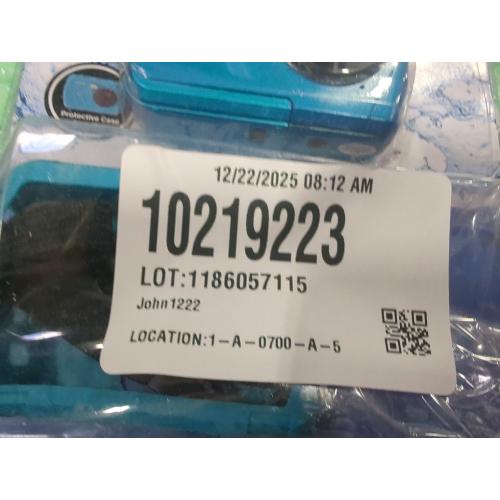 Protective Case
12/22/2025 08:12 AM
10219223
LOT:1186057115
John1222
LOCATION:1-A-0700-A-5